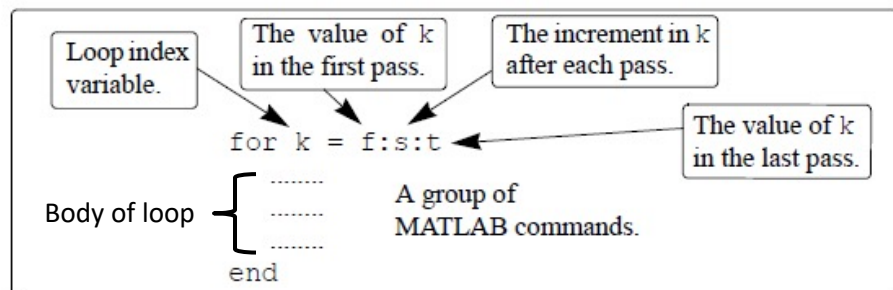 Loop index
variable.
The value of k
in the first pass.
The increment in k
after each pass.
for k = f:s:t
The value of k
in the last pass.
Body of loop
........
........
........
A group of
MATLAB commands.
end